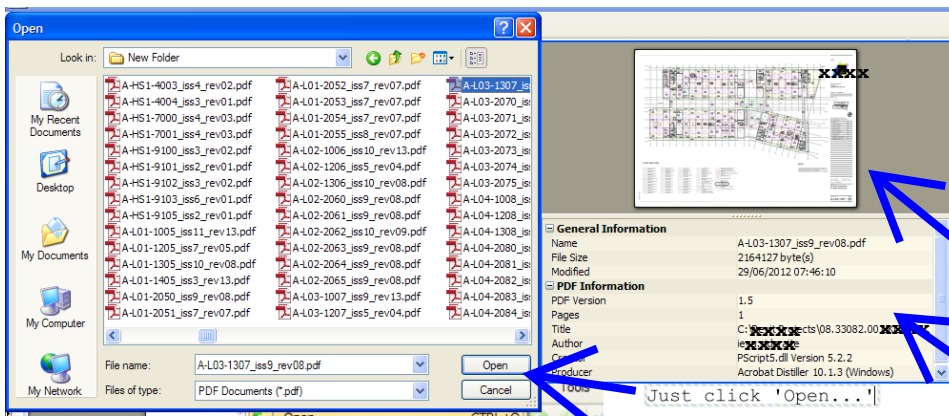 Open
Look in: New Folder
My Recent Documents
Desktop
My Documents
My Computer
My Network
A-HS1-4003_iss4_rev02.pdf
A-HS1-4004_iss3_rev01.pdf
A-HS1-7000_iss4_rev03.pdf
A-HS1-7001_iss4_rev03.pdf
A-HS1-9100_iss3_rev02.pdf
A-HS1-9101_iss2_rev01.pdf
A-HS1-9102_iss3_rev02.pdf
A-HS1-9103_iss6_rev01.pdf
A-HS1-9105_iss2_rev01.pdf
A-L01-1005_iss11_rev13.pdf
A-L01-1205_iss7_rev05.pdf
A-L01-1305_iss10_rev08.pdf
A-L01-1405_iss3_rev13.pdf
A-L01-2050_iss9_rev08.pdf
A-L01-2051_iss7_rev07.pdf
A-L01-2052_iss7_rev07.pdf
A-L01-2053_iss7_rev07.pdf
A-L01-2054_iss7_rev07.pdf
A-L01-2055_iss8_rev07.pdf
A-L02-1006_iss10_rev13.pdf
A-L02-1206_iss5_rev04.pdf
A-L02-1306_iss10_rev08.pdf
A-L02-2060_iss9_rev08.pdf
A-L02-2061_iss9_rev08.pdf
A-L02-2062_iss10_rev09.pdf
A-L02-2063_iss9_rev08.pdf
A-L02-2064_iss9_rev08.pdf
A-L02-2065_iss9_rev08.pdf
A-L03-1007_iss9_rev13.pdf
A-L03-1207_iss5_rev04.pdf
A-L03-1307_iss
A-L03-2070_iss
A-L03-2071_iss
A-L03-2072_iss
A-L03-2073_iss
A-L03-2074_iss
A-L03-2075_iss
A-L04-1008_iss
A-L04-1208_iss
A-L04-1308_iss
A-L04-2080_iss
A-L04-2081_iss
A-L04-2082_iss
A-L04-2083_iss
A-L04-2084_iss
File name: A-L03-1307_iss9_rev08.pdf Open
Files of type: PDF Documents (*.pdf) Cancel
xxxx
General Information
Name A-L03-1307_iss9_rev08.pdf
File Size 2164127 byte(s)
Modified 29/06/2012 07:46:10
PDF Information
PDF Version 1.5
Pages 1
Title
Author
PScript5.dll Version 5.2.2
Producer Acrobat Distiller 10.1.3 (Windows)
Tools
Just click 'Open...'